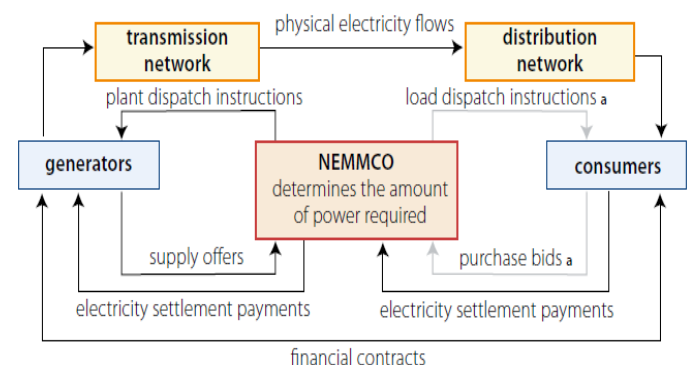 physical electricity flows
transmission
network
distribution
network
plant dispatch instructions
load dispatch instructions a
generators
NEMMCO
determines the amount
of power required
consumers
supply offers
purchase bids a
electricity settlement payments
electricity settlement payments
financial contracts